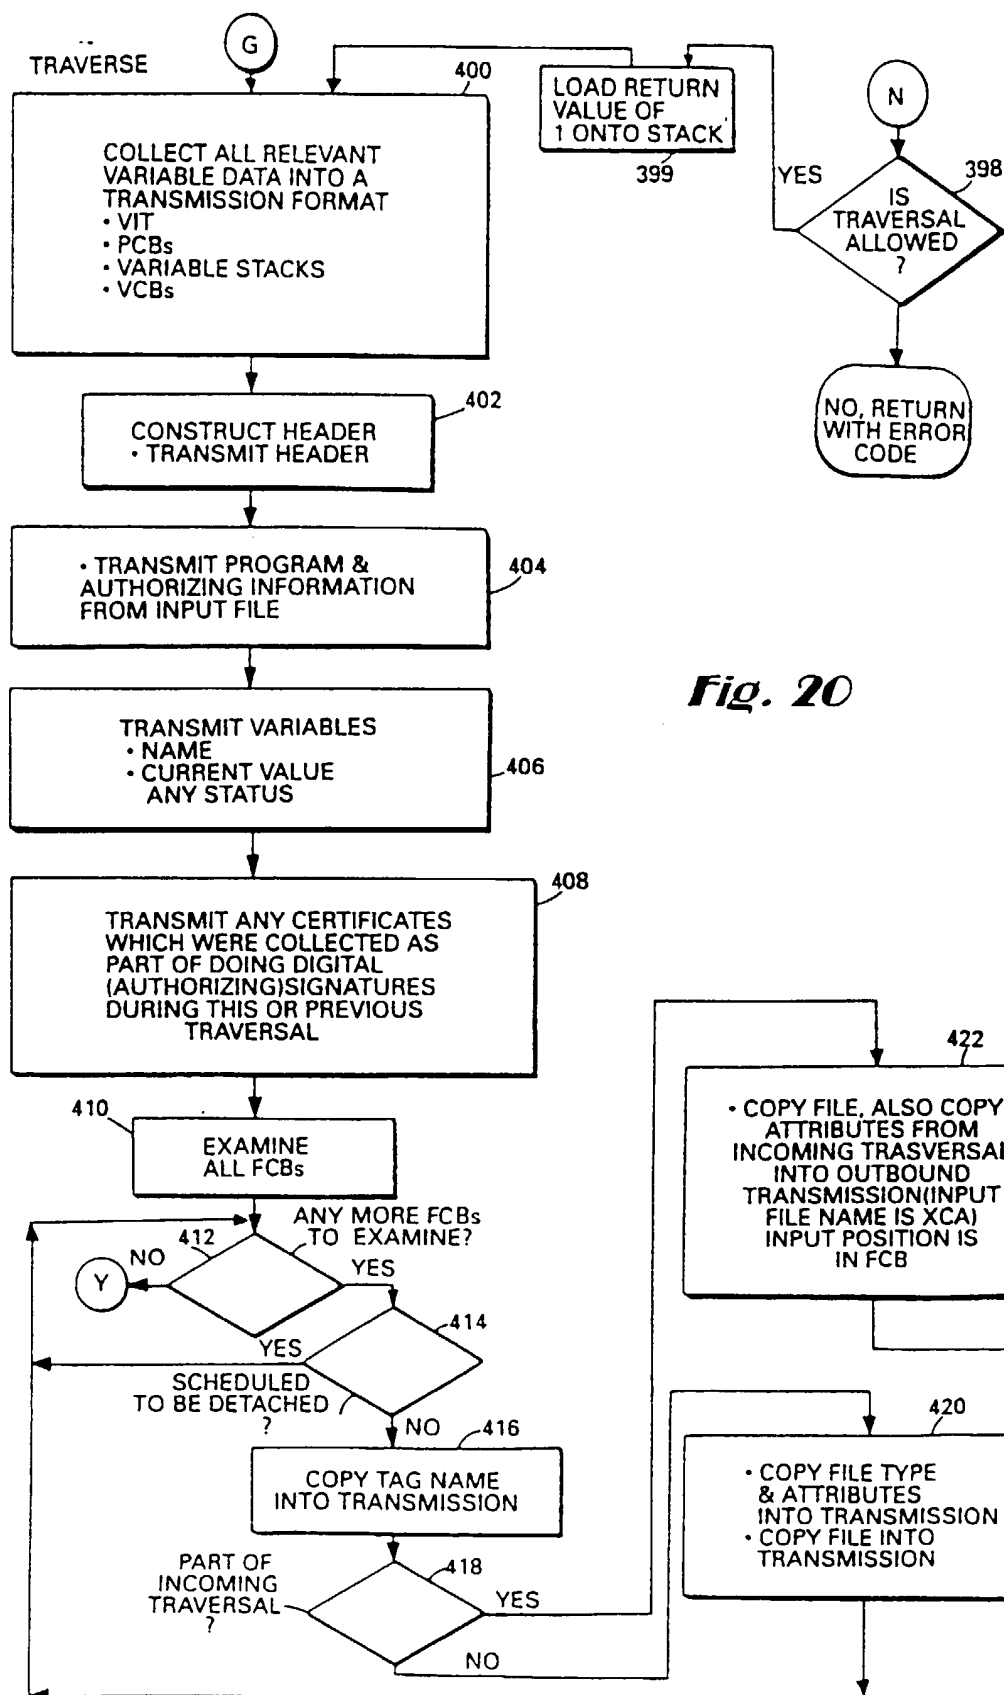 G
TRAVERSE
400
COLLECT ALL RELEVANT
VARIABLE DATA INTO A
TRANSMISSION FORMAT
• VIT
• PCBs
• VARIABLE STACKS
• VCBs
LOAD RETURN
VALUE OF
1 ONTO STACK
399
YES
N
398
IS
TRAVERSAL
ALLOWED
?
NO, RETURN
WITH ERROR
CODE
402
CONSTRUCT HEADER
• TRANSMIT HEADER
404
• TRANSMIT PROGRAM &
AUTHORIZING INFORMATION
FROM INPUT FILE
Fig. 20
TRANSMIT VARIABLES
• NAME
• CURRENT VALUE
ANY STATUS
406
408
TRANSMIT ANY CERTIFICATES
WHICH WERE COLLECTED AS
PART OF DOING DIGITAL
(AUTHORIZING)SIGNATURES
DURING THIS OR PREVIOUS
TRAVERSAL
410
EXAMINE
ALL FCBs
412
ANY MORE FCBs
TO EXAMINE?
NO
Y
YES
414
YES
SCHEDULED
TO BE DETACHED
?
NO
416
COPY TAG NAME
INTO TRANSMISSION
PART OF
INCOMING
TRAVERSAL
?
418
YES
NO
422
• COPY FILE, ALSO COPY
ATTRIBUTES FROM
INCOMING TRASVERSAL
INTO OUTBOUND
TRANSMISSION(INPUT
FILE NAME IS XCA)
INPUT POSITION IS
IN FCB
420
• COPY FILE TYPE
& ATTRIBUTES
INTO TRANSMISSION
• COPY FILE INTO
TRANSMISSION